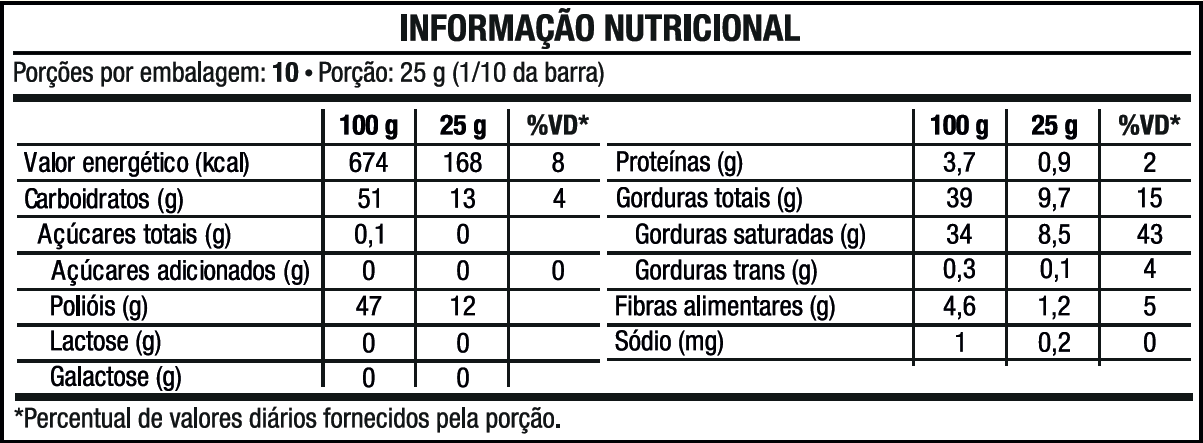 INFORMAÇÃO NUTRICIONAL
Porções por embalagem: 10 • Porção: 25 g (1/10 da barra)
100 g 25 g %VD*
Valor energético (kcal) 674 168 8
Carboidratos (g) 51 13 4
Açúcares totais (g) 0,1 0
Açúcares adicionados (g) 0 0 0
Polióis (g) 47 12
Lactose (g) 0 0
Galactose (g) 0 0
100 g 25 g %VD*
Proteínas (g) 3,7 0,9 2
Gorduras totais (g) 39 9,7 15
Gorduras saturadas (g) 34 8,5 43
Gorduras trans (g) 0,3 0,1 4
Fibras alimentares (g) 4,6 1,2 5
Sódio (mg) 1 0,2 0
*Percentual de valores diários fornecidos pela porção.